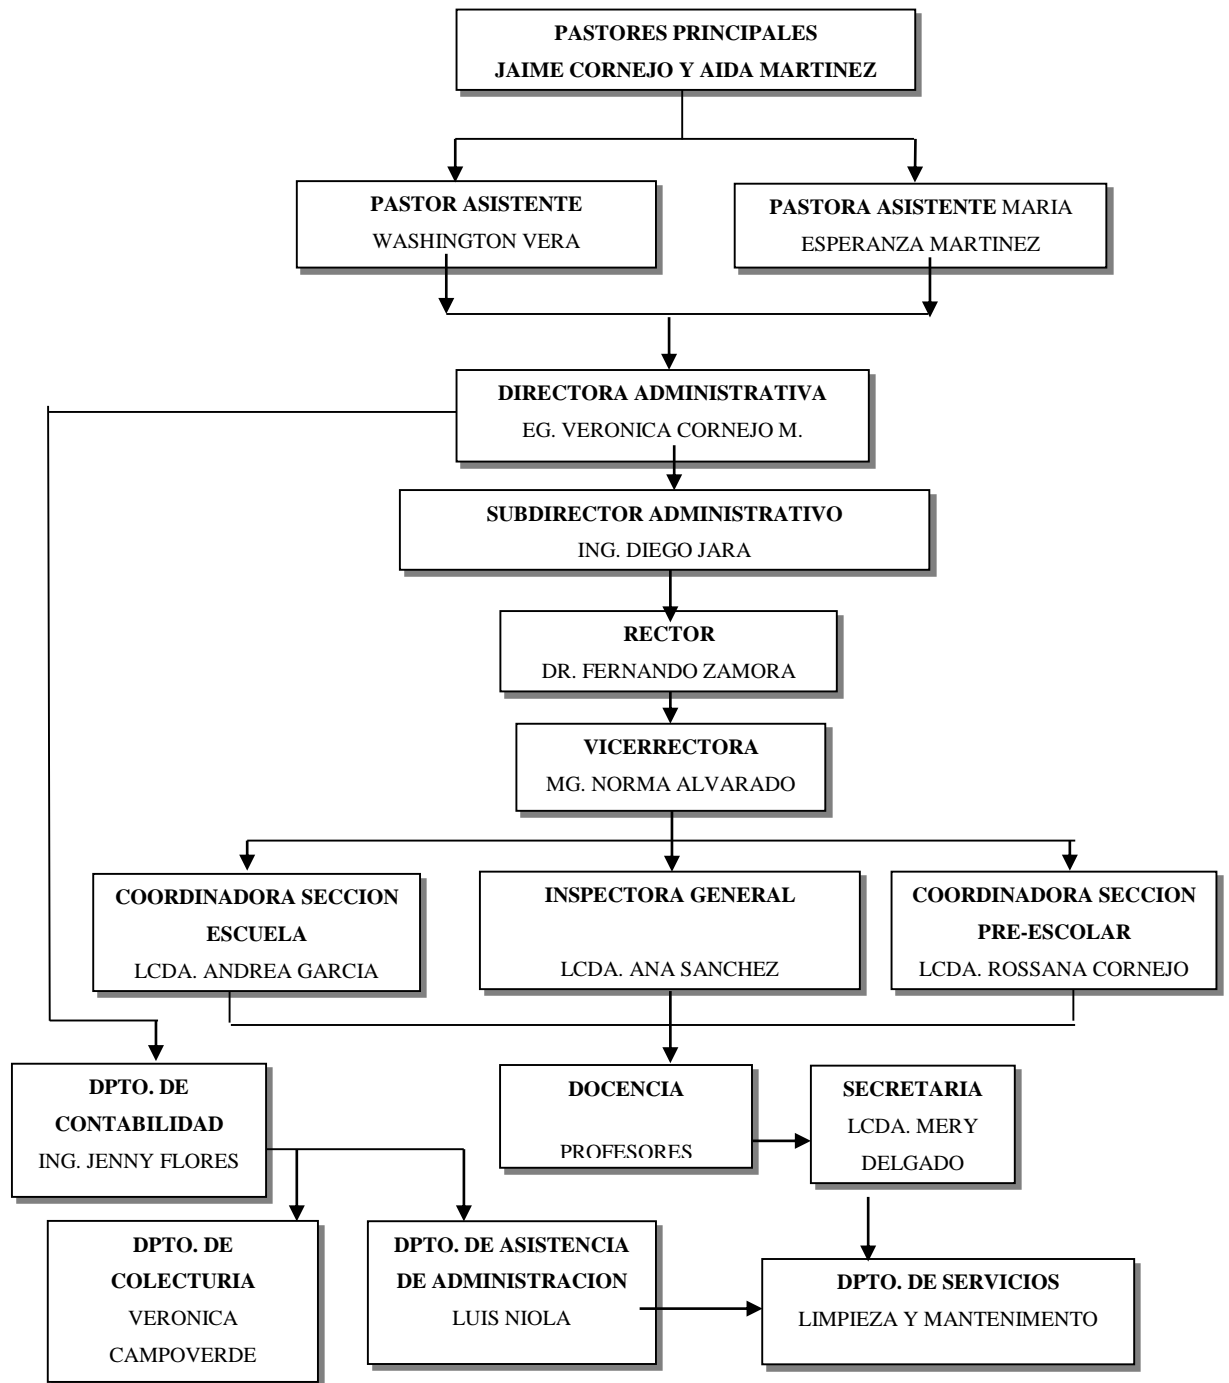 PASTORES PRINCIPALES
JAIME CORNEJO Y AIDA MARTINEZ
PASTOR ASISTENTE
WASHINGTON VERA
PASTORA ASISTENTE MARIA
ESPERANZA MARTINEZ
DIRECTORA ADMINISTRATIVA
EG. VERONICA CORNEJO M.
SUBDIRECTOR ADMINISTRATIVO
ING. DIEGO JARA
RECTOR
DR. FERNANDO ZAMORA
VICERRECTORA
MG. NORMA ALVARADO
COORDINADORA SECCION
ESCUELA
LCDA. ANDREA GARCIA
INSPECTORA GENERAL
LCDA. ANA SANCHEZ
COORDINADORA SECCION
PRE-ESCOLAR
LCDA. ROSSANA CORNEJO
DPTO. DE
CONTABILIDAD
ING. JENNY FLORES
DOCENCIA
PROFESORES
SECRETARIA
LCDA. MERY
DELGADO
DPTO. DE
COLECTURIA
VERONICA
CAMPOVERDE
DPTO. DE ASISTENCIA
DE ADMINISTRACION
LUIS NIOLA
DPTO. DE SERVICIOS
LIMPIEZA Y MANTENIMENTO